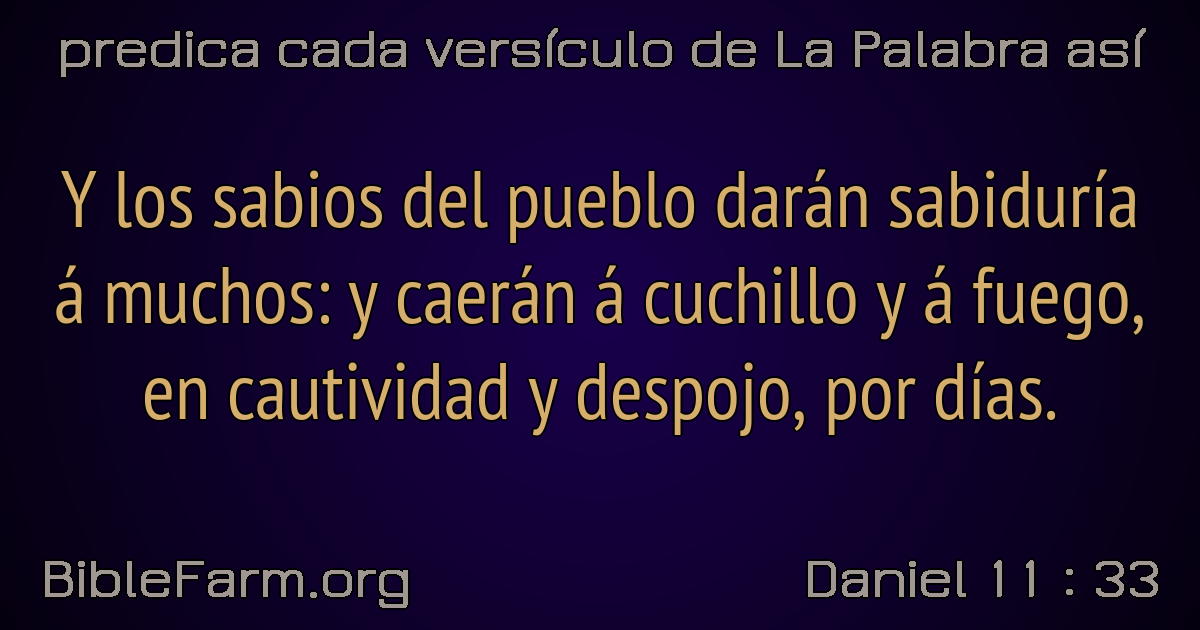 predica cada versículo de La Palabra así
Y los sabios del pueblo darán sabiduría
á muchos: y caerán á cuchillo y á fuego,
en cautividad y despojo, por días.
BibleFarm.org
Daniel 11 : 33